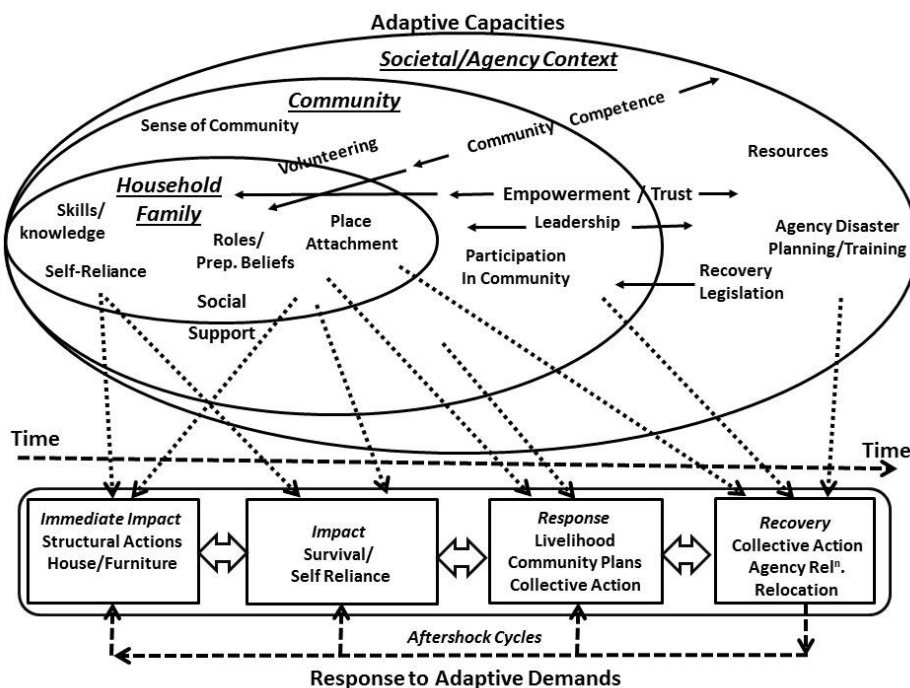 Adaptive Capacities
Societal/Agency Context
Community
Sense of Community
Volunteering
Community Competence
Resources
Household
Family
Skills/
knowledge
Self-Reliance
Roles/
Prep. Beliefs
Place
Attachment
Social
Support
Empowerment / Trust
Leadership
Participation
In Community
Agency Disaster
Planning/Training
Recovery
Legislation
Time
Time
Immediate Impact
Structural Actions
House/Furniture
Impact
Survival/
Self Reliance
Response
Livelihood
Community Plans
Collective Action
Recovery
Collective Action
Agency Relⁿ.
Relocation
Aftershock Cycles
Response to Adaptive Demands